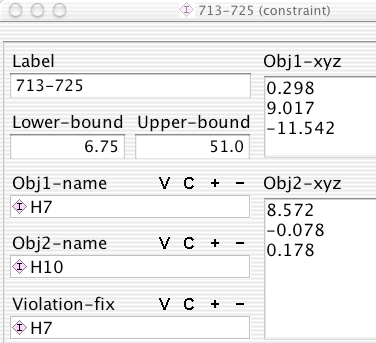 713-725 (constraint)
Label
713-725
Lower-bound Upper-bound
6.75 51.0
Obj1-name V C + -
H7
Obj2-name V C + -
H10
Violation-fix V C + -
H7
Obj1-xyz
0.298
9.017
-11.542
Obj2-xyz
8.572
-0.078
0.178